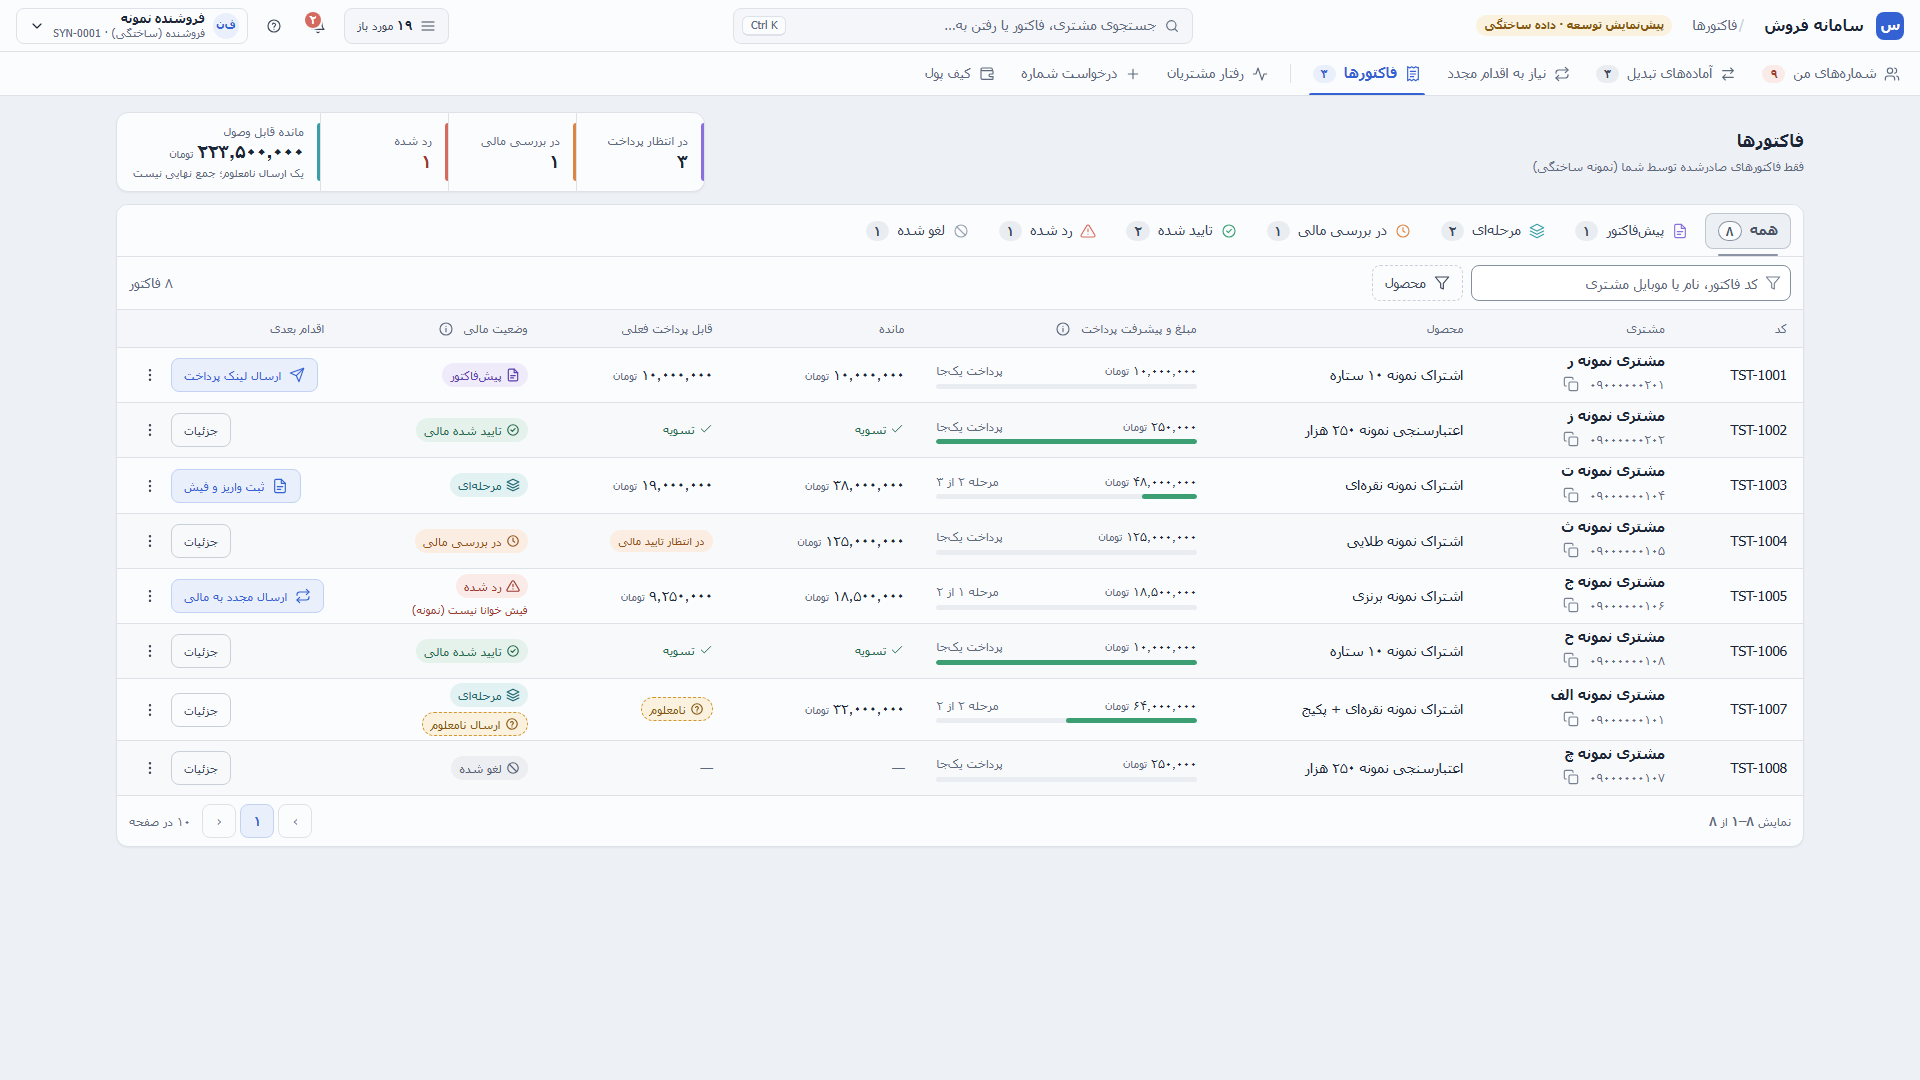 س سامانه فروش / فاکتورها پیش‌نمایش توسعه · داده ساختگی
جستجوی مشتری، فاکتور یا رفتن به... Ctrl K
۱۹ مورد باز
۲
ف‌ن فروشنده نمونه
فروشنده (ساختگی) · SYN-0001
شماره‌های من ۹ آماده‌های تبدیل ۳ نیاز به اقدام مجدد فاکتورها ۳ رفتار مشتریان درخواست شماره کیف پول
فاکتورها
فقط فاکتورهای صادرشده توسط شما (نمونه ساختگی)
در انتظار پرداخت
۳
در بررسی مالی
۱
رد شده
۱
مانده قابل وصول
۲۲۳,۵۰۰,۰۰۰ تومان
یک ارسال نامعلوم؛ جمع نهایی نیست
همه ۸ پیش‌فاکتور ۱ مرحله‌ای ۲ در بررسی مالی ۱ تایید شده ۲ رد شده ۱ لغو شده ۱
کد فاکتور، نام یا موبایل مشتری محصول ۸ فاکتور
کد مشتری محصول مبلغ و پیشرفت پرداخت مانده قابل پرداخت فعلی وضعیت مالی اقدام بعدی
TST-1001 مشتری نمونه ر ۰۹۰۰۰۰۰۰۲۰۱ اشتراک نمونه ۱۰ ستاره ۱۰,۰۰۰,۰۰۰ تومان پرداخت یک‌جا ۱۰,۰۰۰,۰۰۰ تومان ۱۰,۰۰۰,۰۰۰ تومان پیش‌فاکتور ارسال لینک پرداخت
TST-1002 مشتری نمونه ز ۰۹۰۰۰۰۰۰۲۰۲ اعتبارسنجی نمونه ۲۵۰ هزار ۲۵۰,۰۰۰ تومان پرداخت یک‌جا تسویه تسویه تایید شده مالی جزئیات
TST-1003 مشتری نمونه ت ۰۹۰۰۰۰۰۰۱۰۴ اشتراک نمونه نقره‌ای ۴۸,۰۰۰,۰۰۰ تومان مرحله ۲ از ۳ ۳۸,۰۰۰,۰۰۰ تومان ۱۹,۰۰۰,۰۰۰ تومان مرحله‌ای ثبت واریز و فیش
TST-1004 مشتری نمونه ث ۰۹۰۰۰۰۰۰۱۰۵ اشتراک نمونه طلایی ۱۲۵,۰۰۰,۰۰۰ تومان پرداخت یک‌جا ۱۲۵,۰۰۰,۰۰۰ تومان در انتظار تایید مالی در بررسی مالی جزئیات
TST-1005 مشتری نمونه ج ۰۹۰۰۰۰۰۰۱۰۶ اشتراک نمونه برنزی ۱۸,۵۰۰,۰۰۰ تومان مرحله ۱ از ۲ ۱۸,۵۰۰,۰۰۰ تومان ۹,۲۵۰,۰۰۰ تومان رد شده فیش خوانا نیست (نمونه) ارسال مجدد به مالی
TST-1006 مشتری نمونه ح ۰۹۰۰۰۰۰۰۱۰۸ اشتراک نمونه ۱۰ ستاره ۱۰,۰۰۰,۰۰۰ تومان پرداخت یک‌جا تسویه تسویه تایید شده مالی جزئیات
TST-1007 مشتری نمونه الف ۰۹۰۰۰۰۰۰۱۰۱ اشتراک نمونه نقره‌ای + پکیج ۶۴,۰۰۰,۰۰۰ تومان مرحله ۲ از ۲ ۳۲,۰۰۰,۰۰۰ تومان نامعلوم مرحله‌ای ارسال نامعلوم جزئیات
TST-1008 مشتری نمونه چ ۰۹۰۰۰۰۰۰۱۰۷ اعتبارسنجی نمونه ۲۵۰ هزار ۲۵۰,۰۰۰ تومان پرداخت یک‌جا — — لغو شده جزئیات
نمایش ۱–۸ از ۸ ‹ ۱ › ۱۰ در صفحه